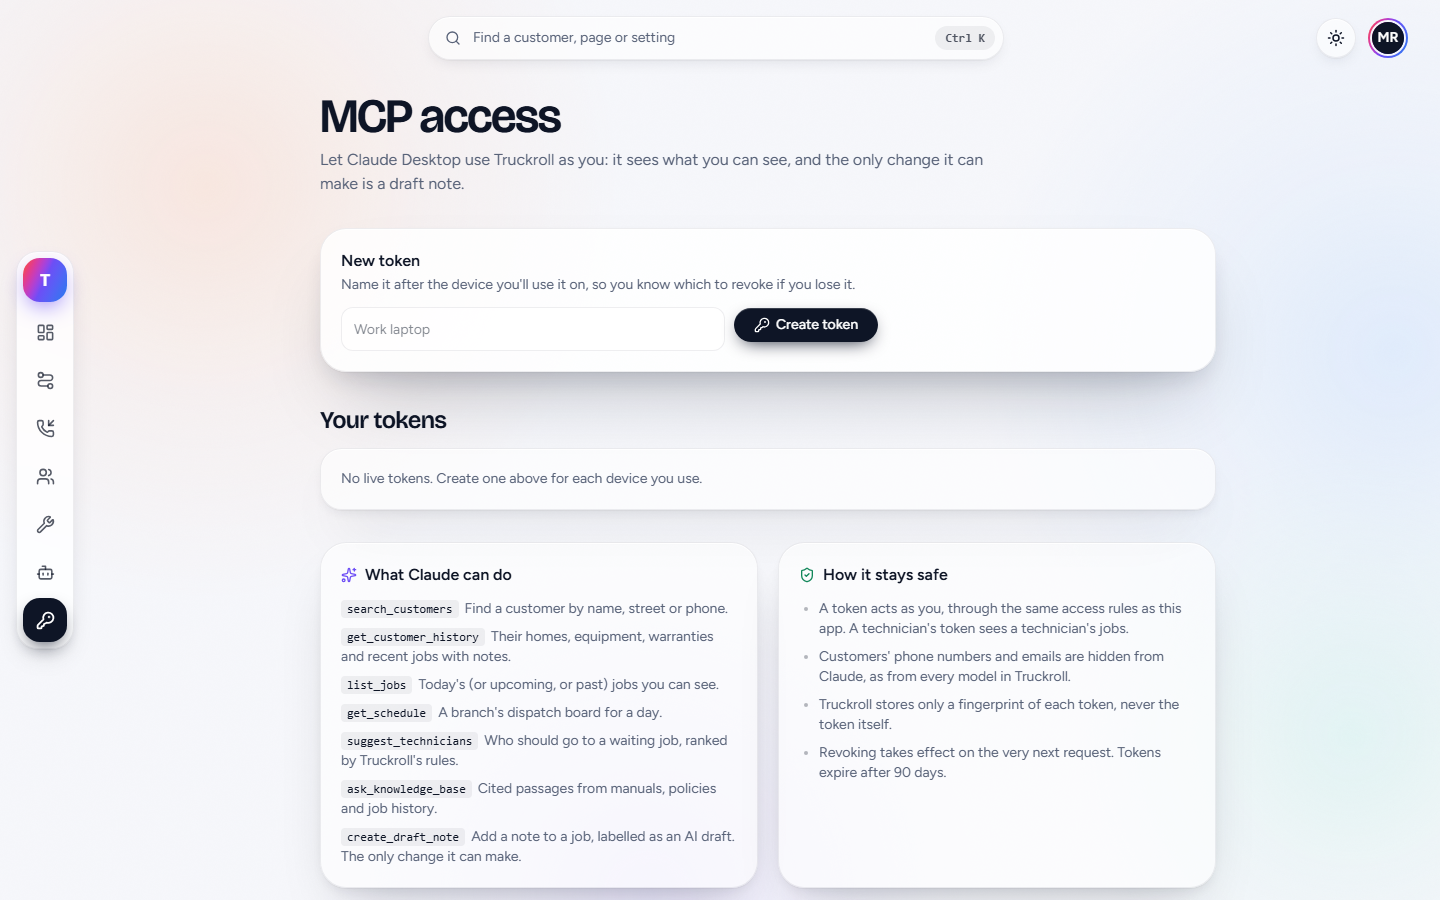 Find a customer, page or setting
Ctrl K
MR
MCP access
Let Claude Desktop use Truckroll as you: it sees what you can see, and the only change it can
make is a draft note.
T
New token
Name it after the device you'll use it on, so you know which to revoke if you lose it.
Work laptop
Create token
Your tokens
No live tokens. Create one above for each device you use.
What Claude can do
search_customers Find a customer by name, street or phone.
get_customer_history Their homes, equipment, warranties
and recent jobs with notes.
list_jobs Today's (or upcoming, or past) jobs you can see.
get_schedule A branch's dispatch board for a day.
suggest_technicians Who should go to a waiting job, ranked
by Truckroll's rules.
ask_knowledge_base Cited passages from manuals, policies
and job history.
create_draft_note Add a note to a job, labelled as an AI draft.
The only change it can make.
How it stays safe
A token acts as you, through the same access rules as this
app. A technician's token sees a technician's jobs.
Customers' phone numbers and emails are hidden from
Claude, as from every model in Truckroll.
Truckroll stores only a fingerprint of each token, never the
token itself.
Revoking takes effect on the very next request. Tokens
expire after 90 days.